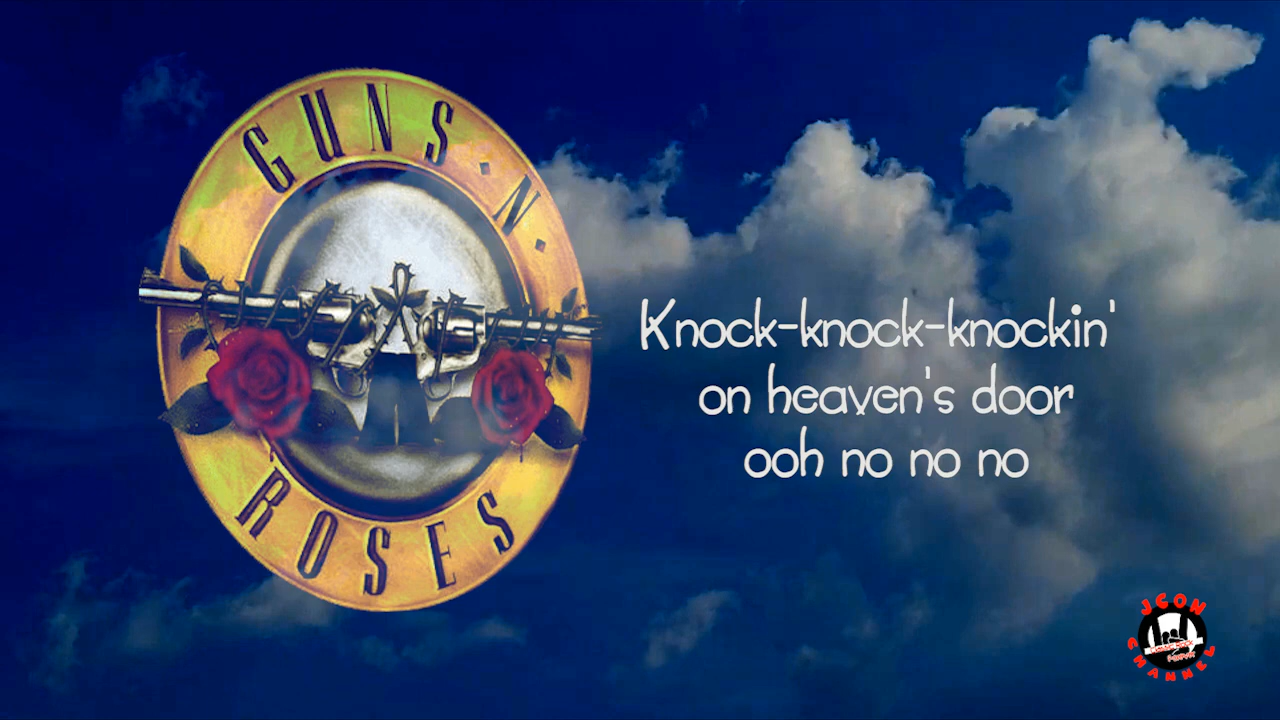 GUNS · N ·
ROSES
Knock-knock-knockin'
on heaven's door
ooh no no no
JCON
CHANNEL